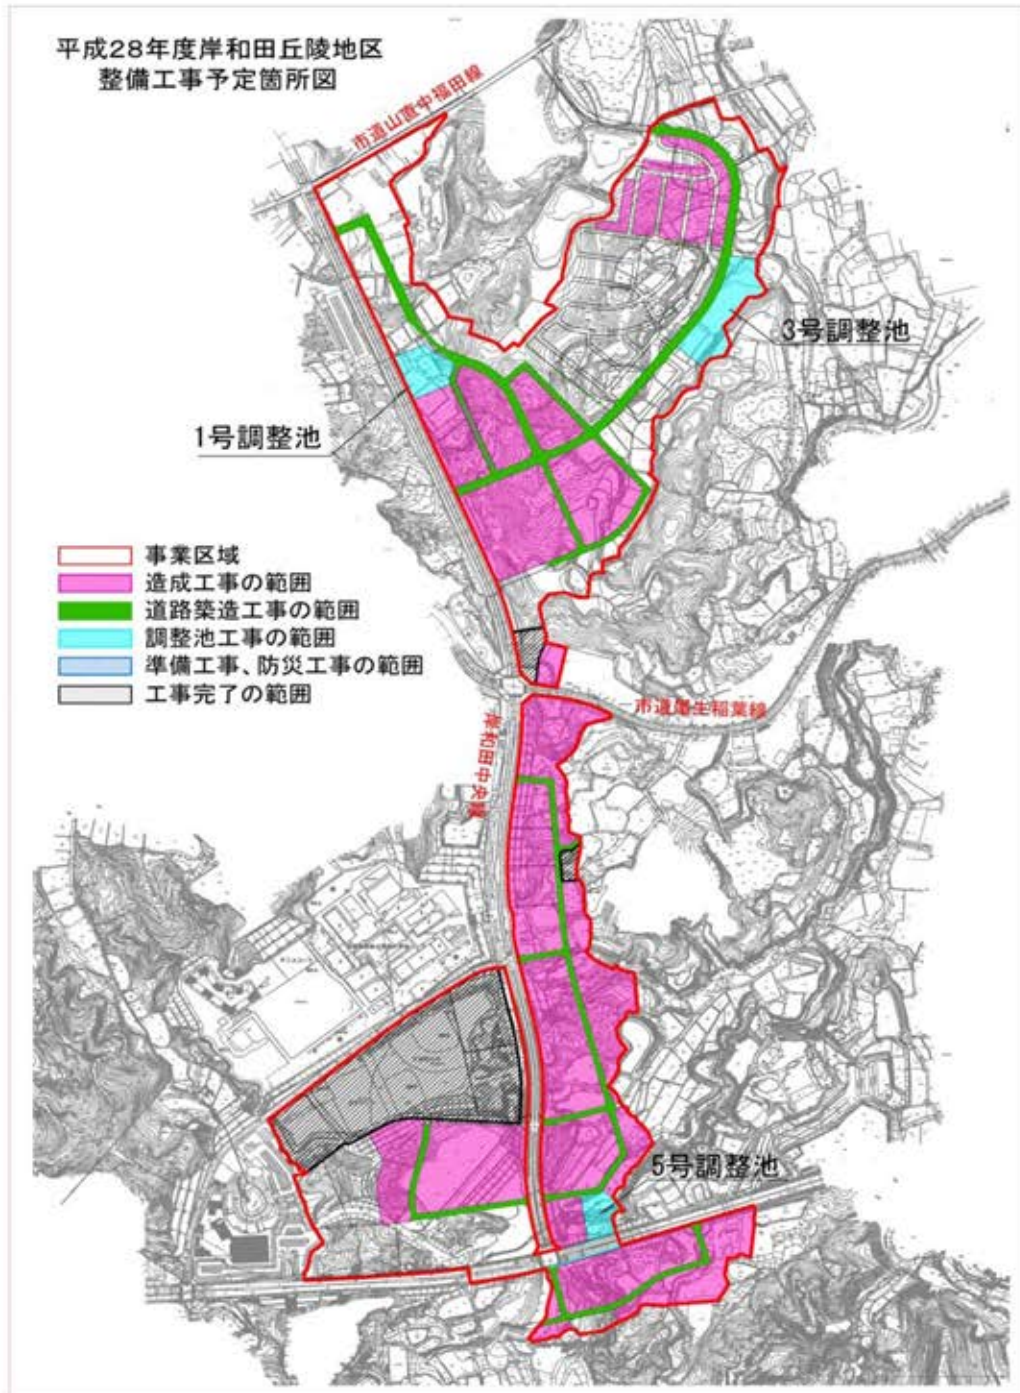 平成28年度岸和田丘陵地区
整備工事予定箇所図
市道山直中福田線
3号調整池
1号調整池
事業区域
造成工事の範囲
道路築造工事の範囲
調整池工事の範囲
準備工事、防災工事の範囲
工事完了の範囲
市道尾生稲葉線
岸和田中央線
5号調整池